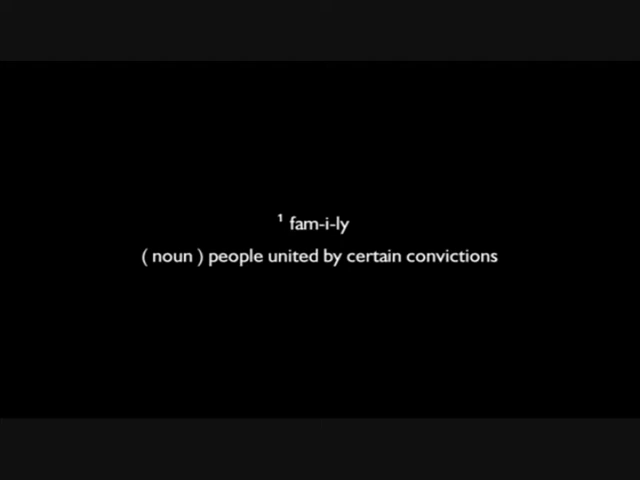 ¹ fam-i-ly
( noun ) people united by certain convictions